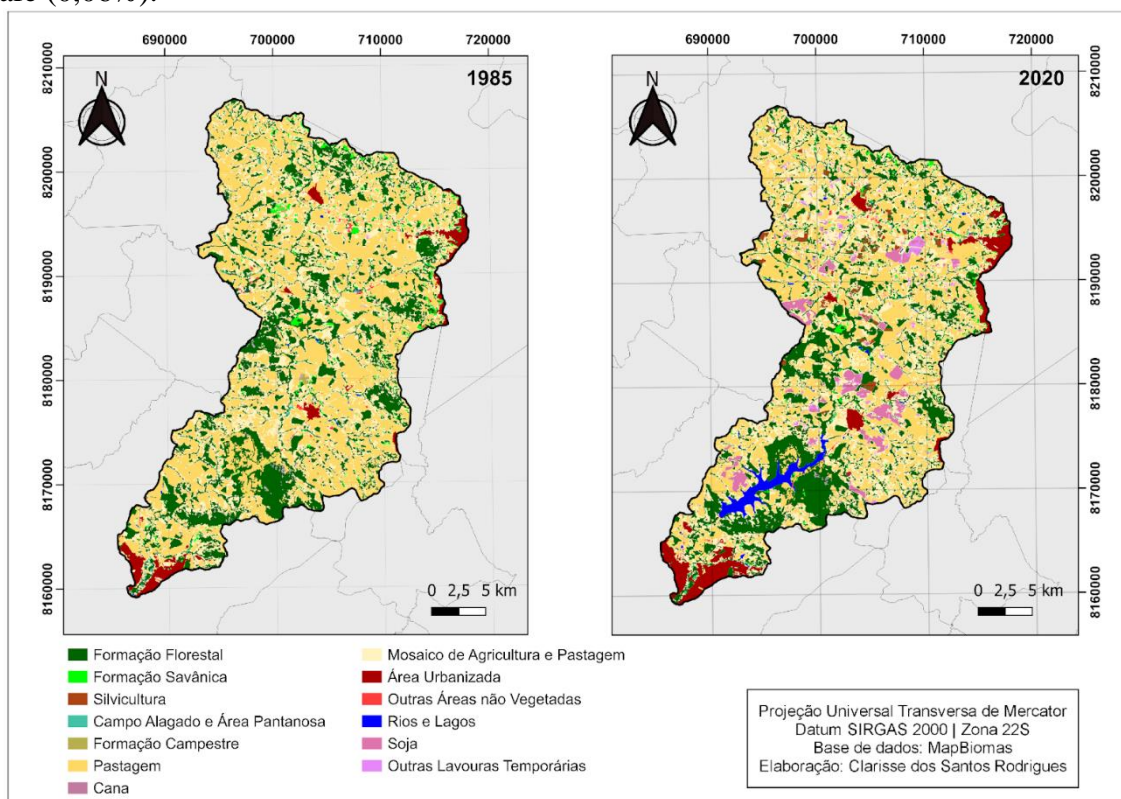 690000 700000 710000 720000
1985
N
8210000
8200000
8190000
8180000
8170000
8160000
0 2,5 5 km
690000 700000 710000 720000
2020
N
8210000
8200000
8190000
8180000
8170000
8160000
0 2,5 5 km
Formação Florestal
Formação Savânica
Silvicultura
Campo Alagado e Área Pantanosa
Formação Campestre
Pastagem
Cana
Mosaico de Agricultura e Pastagem
Área Urbanizada
Outras Áreas não Vegetadas
Rios e Lagos
Soja
Outras Lavouras Temporárias
Projeção Universal Transversa de Mercator
Datum SIRGAS 2000 | Zona 22S
Base de dados: MapBiomas
Elaboração: Clarisse dos Santos Rodrigues